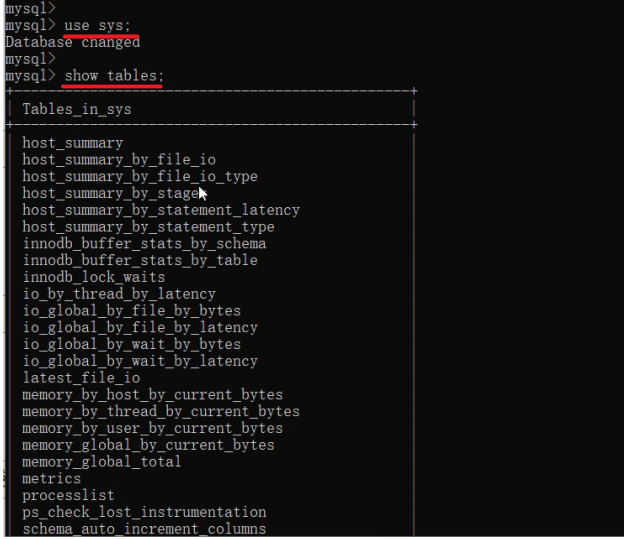 mysql>
mysql> use sys;
Database changed
mysql>
mysql> show tables;
Tables_in_sys
host_summary
host_summary_by_file_io
host_summary_by_file_io_type
host_summary_by_stages
host_summary_by_statement_latency
host_summary_by_statement_type
innodb_buffer_stats_by_schema
innodb_buffer_stats_by_table
innodb_lock_waits
io_by_thread_by_latency
io_global_by_file_by_bytes
io_global_by_file_by_latency
io_global_by_wait_by_bytes
io_global_by_wait_by_latency
latest_file_io
memory_by_host_by_current_bytes
memory_by_thread_by_current_bytes
memory_by_user_by_current_bytes
memory_global_by_current_bytes
memory_global_total
metrics
processlist
ps_check_lost_instrumentation
schema_auto_increment_columns